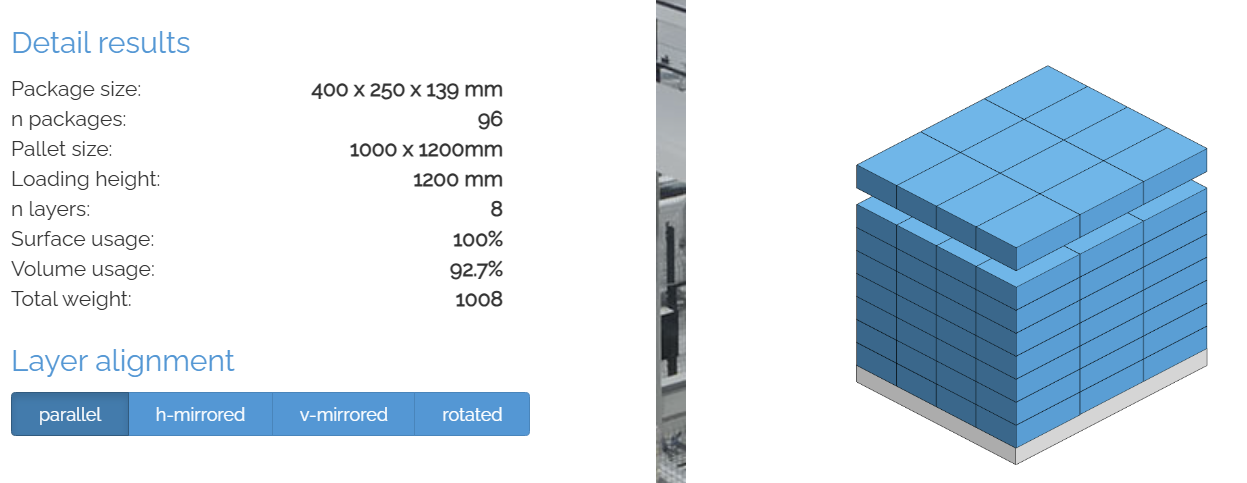 Detail results
Package size: 400 x 250 x 139 mm
n packages: 96
Pallet size: 1000 x 1200mm
Loading height: 1200 mm
n layers: 8
Surface usage: 100%
Volume usage: 92.7%
Total weight: 1008
Layer alignment
parallel h-mirrored v-mirrored rotated